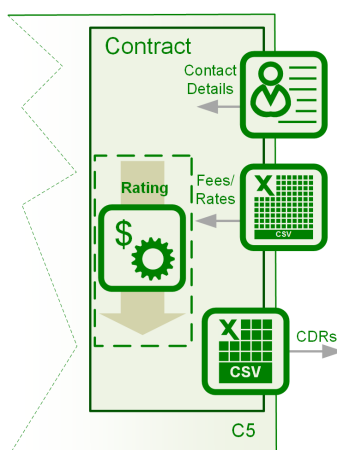 Contract
Contact
Details
Rating
Fees/
Rates
$
X
CSV
X
CSV
CDRs
C5